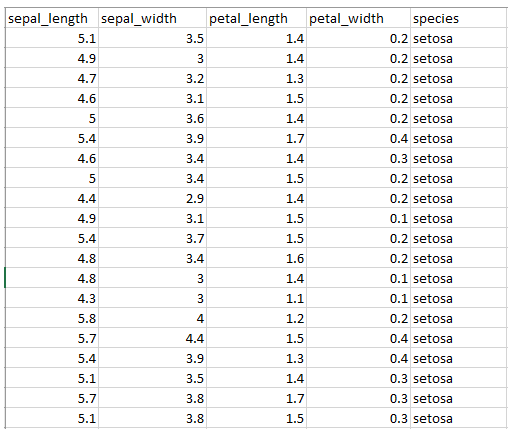 sepal_length sepal_width petal_length petal_width species
5.1 3.5 1.4 0.2 setosa
4.9 3 1.4 0.2 setosa
4.7 3.2 1.3 0.2 setosa
4.6 3.1 1.5 0.2 setosa
5 3.6 1.4 0.2 setosa
5.4 3.9 1.7 0.4 setosa
4.6 3.4 1.4 0.3 setosa
5 3.4 1.5 0.2 setosa
4.4 2.9 1.4 0.2 setosa
4.9 3.1 1.5 0.1 setosa
5.4 3.7 1.5 0.2 setosa
4.8 3.4 1.6 0.2 setosa
4.8 3 1.4 0.1 setosa
4.3 3 1.1 0.1 setosa
5.8 4 1.2 0.2 setosa
5.7 4.4 1.5 0.4 setosa
5.4 3.9 1.3 0.4 setosa
5.1 3.5 1.4 0.3 setosa
5.7 3.8 1.7 0.3 setosa
5.1 3.8 1.5 0.3 setosa